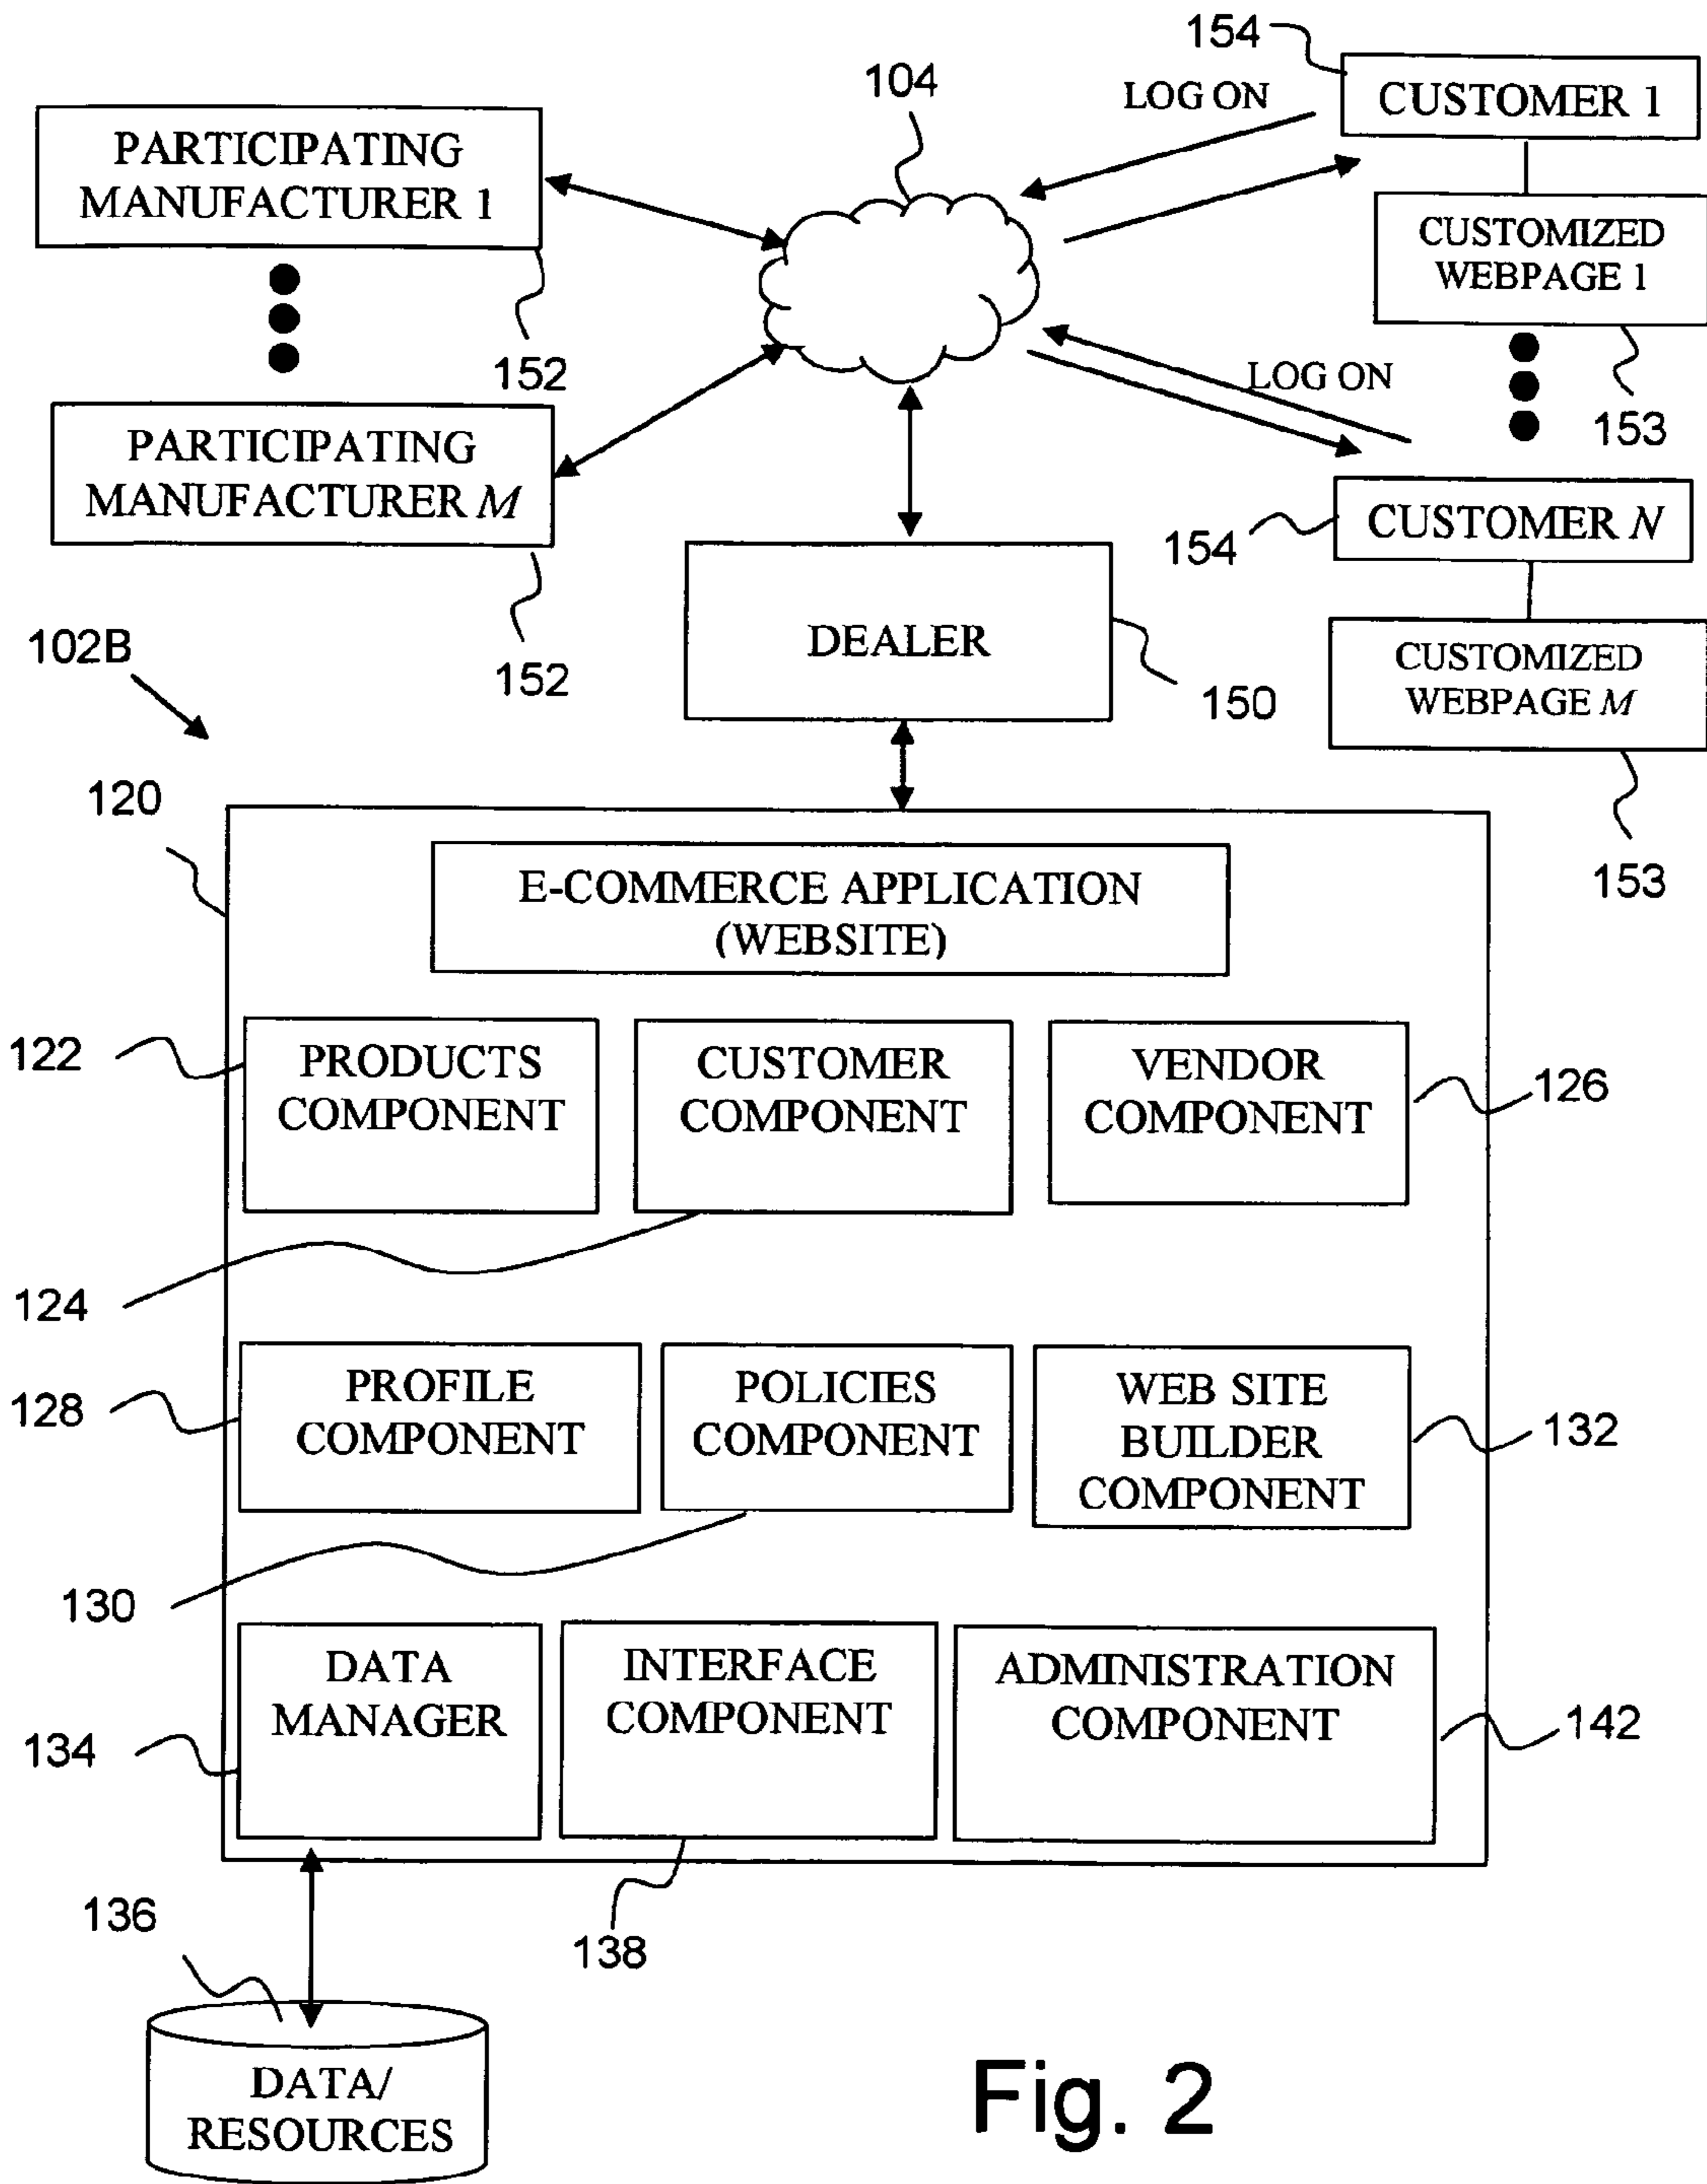 154
104
LOG ON
CUSTOMER 1
PARTICIPATING
MANUFACTURER 1
CUSTOMIZED
WEBPAGE 1
152
LOG ON
153
PARTICIPATING
MANUFACTURER M
154
CUSTOMER N
102B
152
DEALER
150
CUSTOMIZED
WEBPAGE M
120
153
E-COMMERCE APPLICATION
(WEBSITE)
122
PRODUCTS
COMPONENT
CUSTOMER
COMPONENT
VENDOR
COMPONENT
126
124
128
PROFILE
COMPONENT
POLICIES
COMPONENT
WEB SITE
BUILDER
COMPONENT
132
130
134
DATA
MANAGER
INTERFACE
COMPONENT
ADMINISTRATION
COMPONENT
142
136
138
DATA/
RESOURCES
Fig. 2